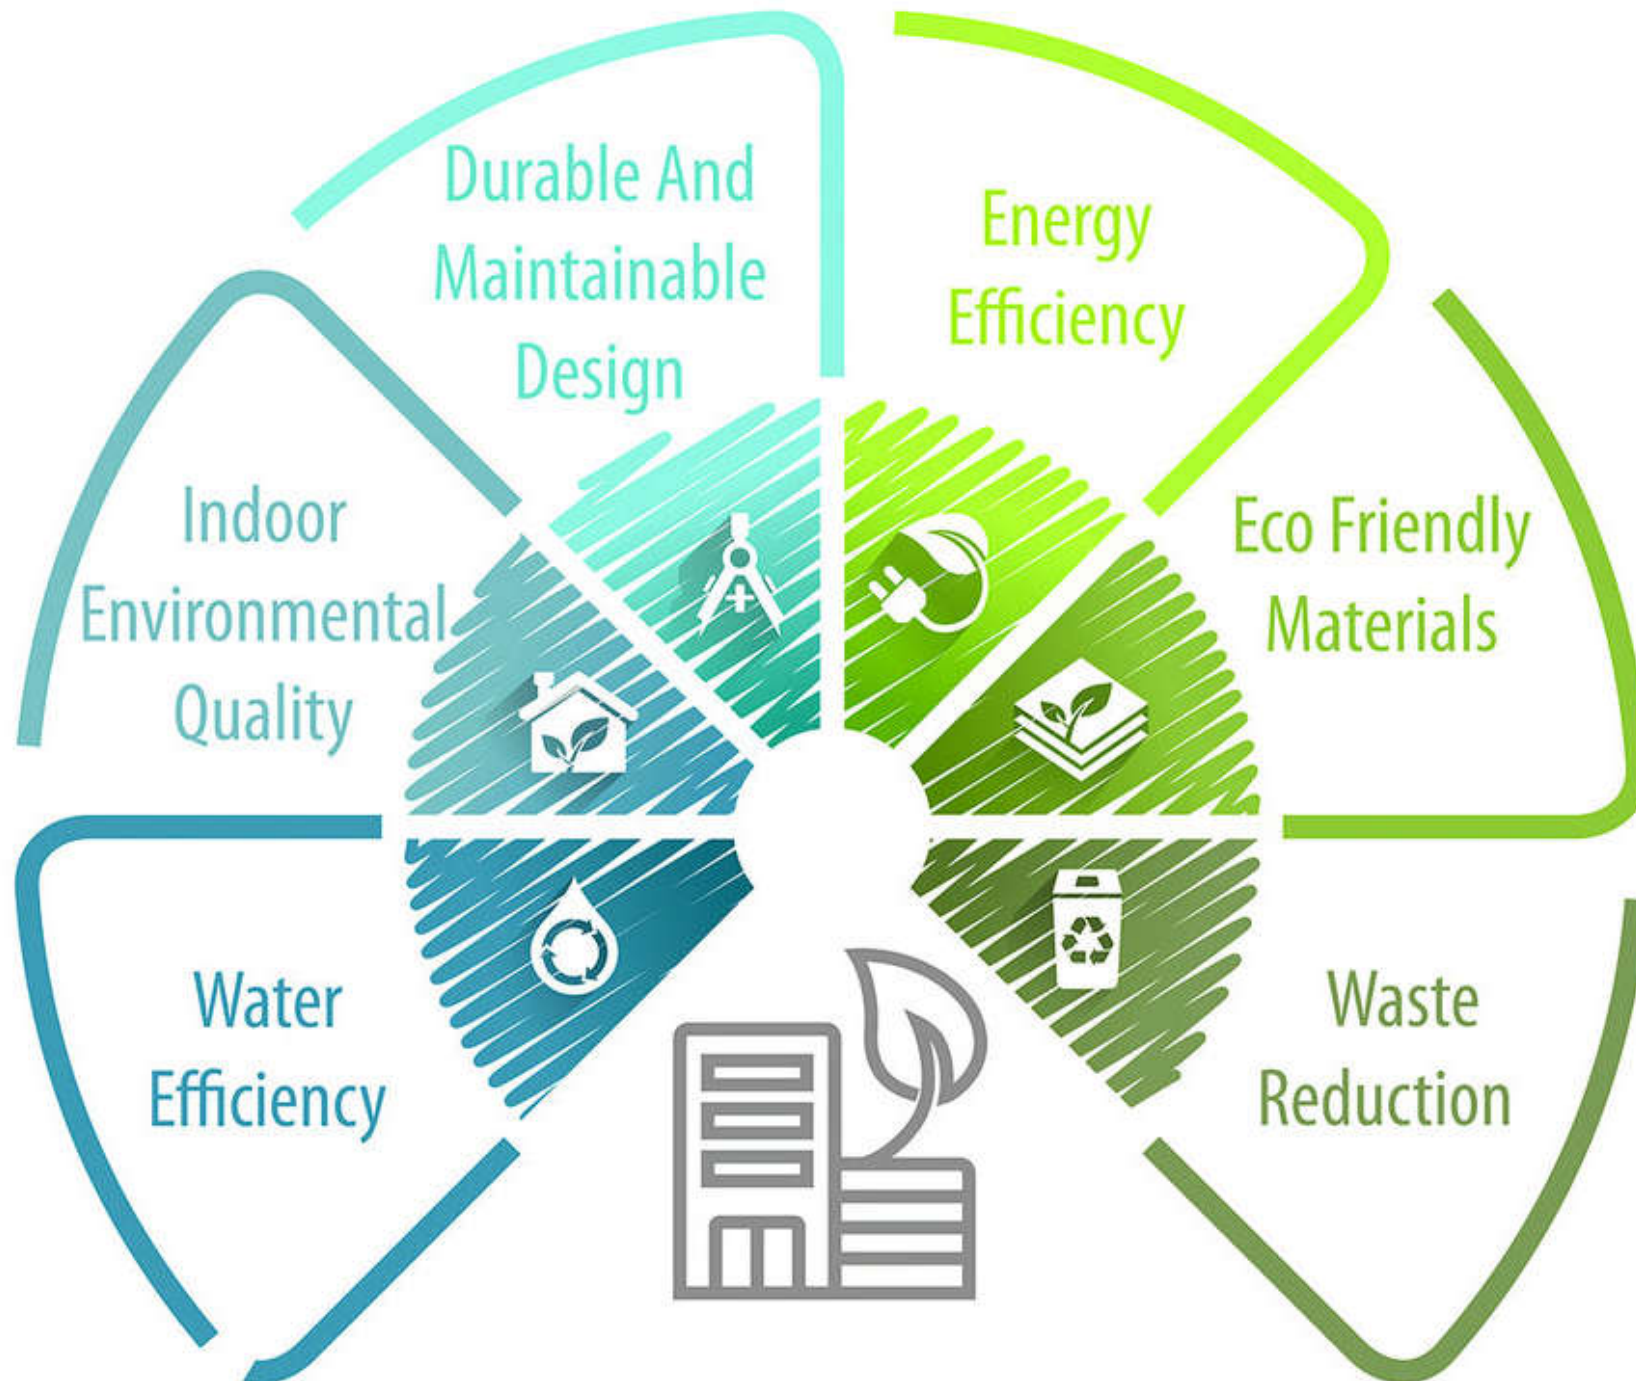 Durable And
Maintainable
Design
Energy
Efficiency
Indoor
Environmental
Quality
Eco Friendly
Materials
Water
Efficiency
Waste
Reduction